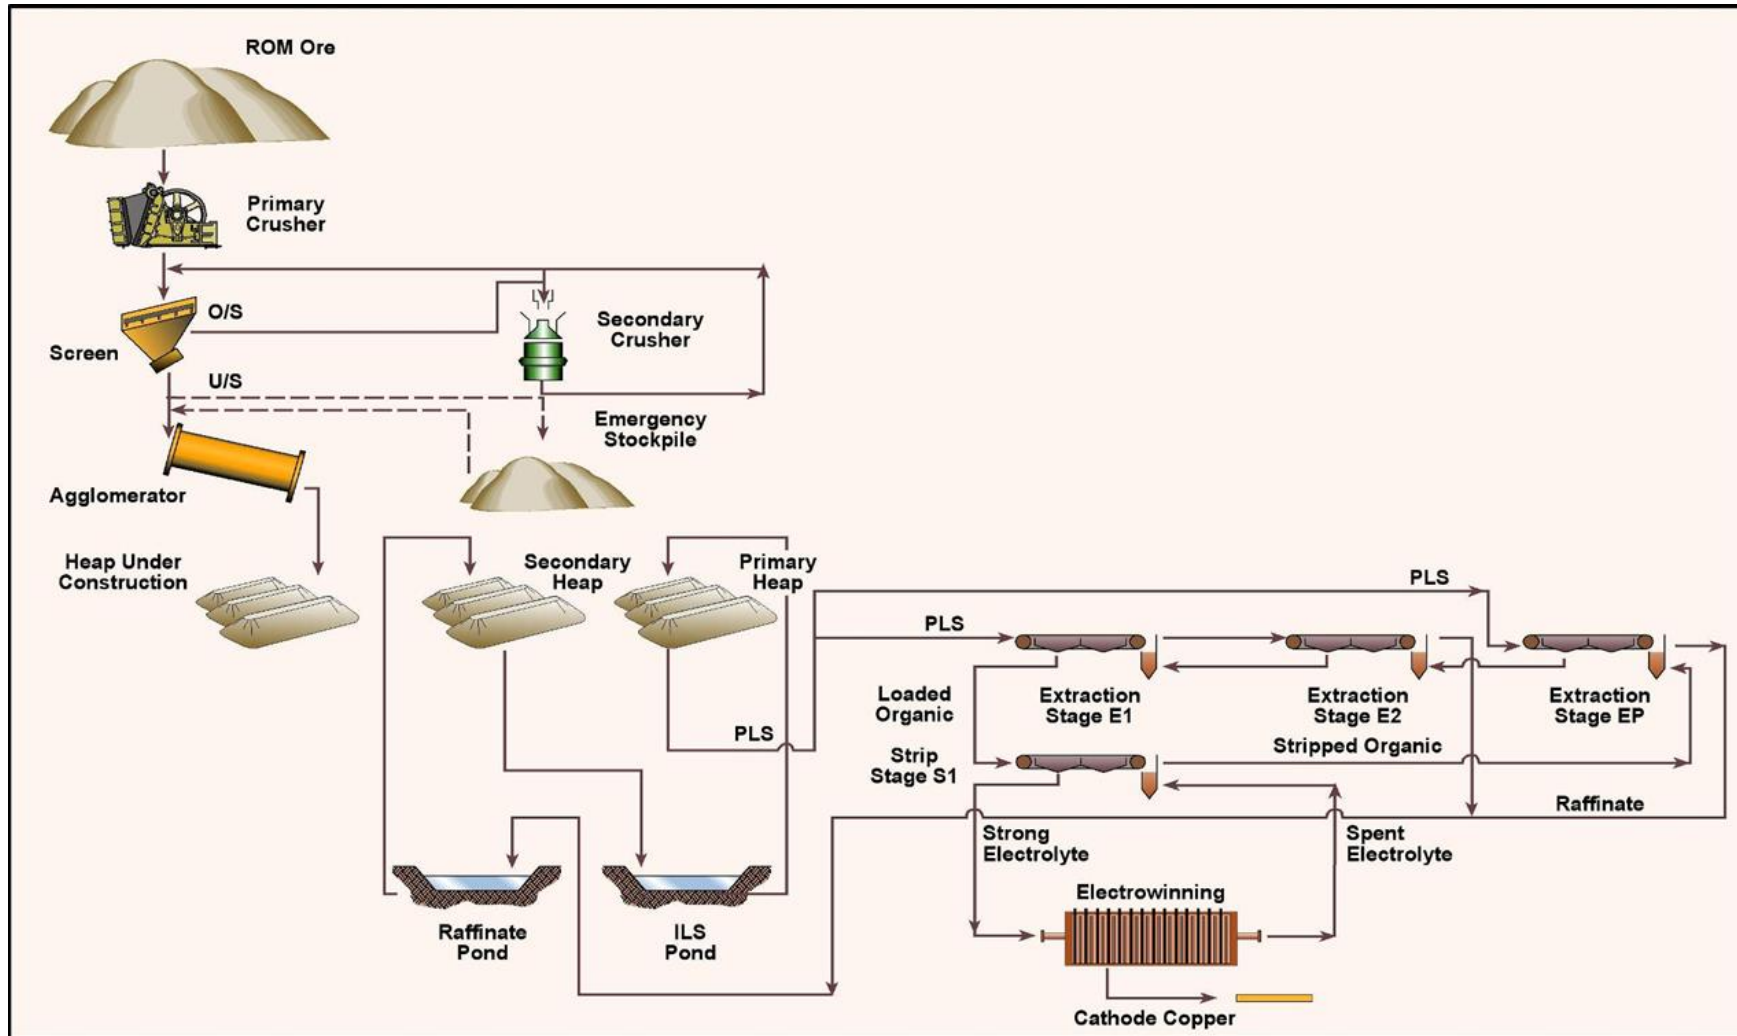 ROM Ore
Primary
Crusher
O/S
Screen
Secondary
Crusher
U/S
Emergency
Stockpile
Agglomerator
Heap Under
Construction
Secondary
Heap
Primary
Heap
PLS
PLS
Extraction
Stage E1
Extraction
Stage E2
Extraction
Stage EP
Loaded
Organic
PLS
Strip
Stage S1
Stripped Organic
Raffinate
Strong
Electrolyte
Spent
Electrolyte
Electrowinning
Raffinate
Pond
ILS
Pond
Cathode Copper